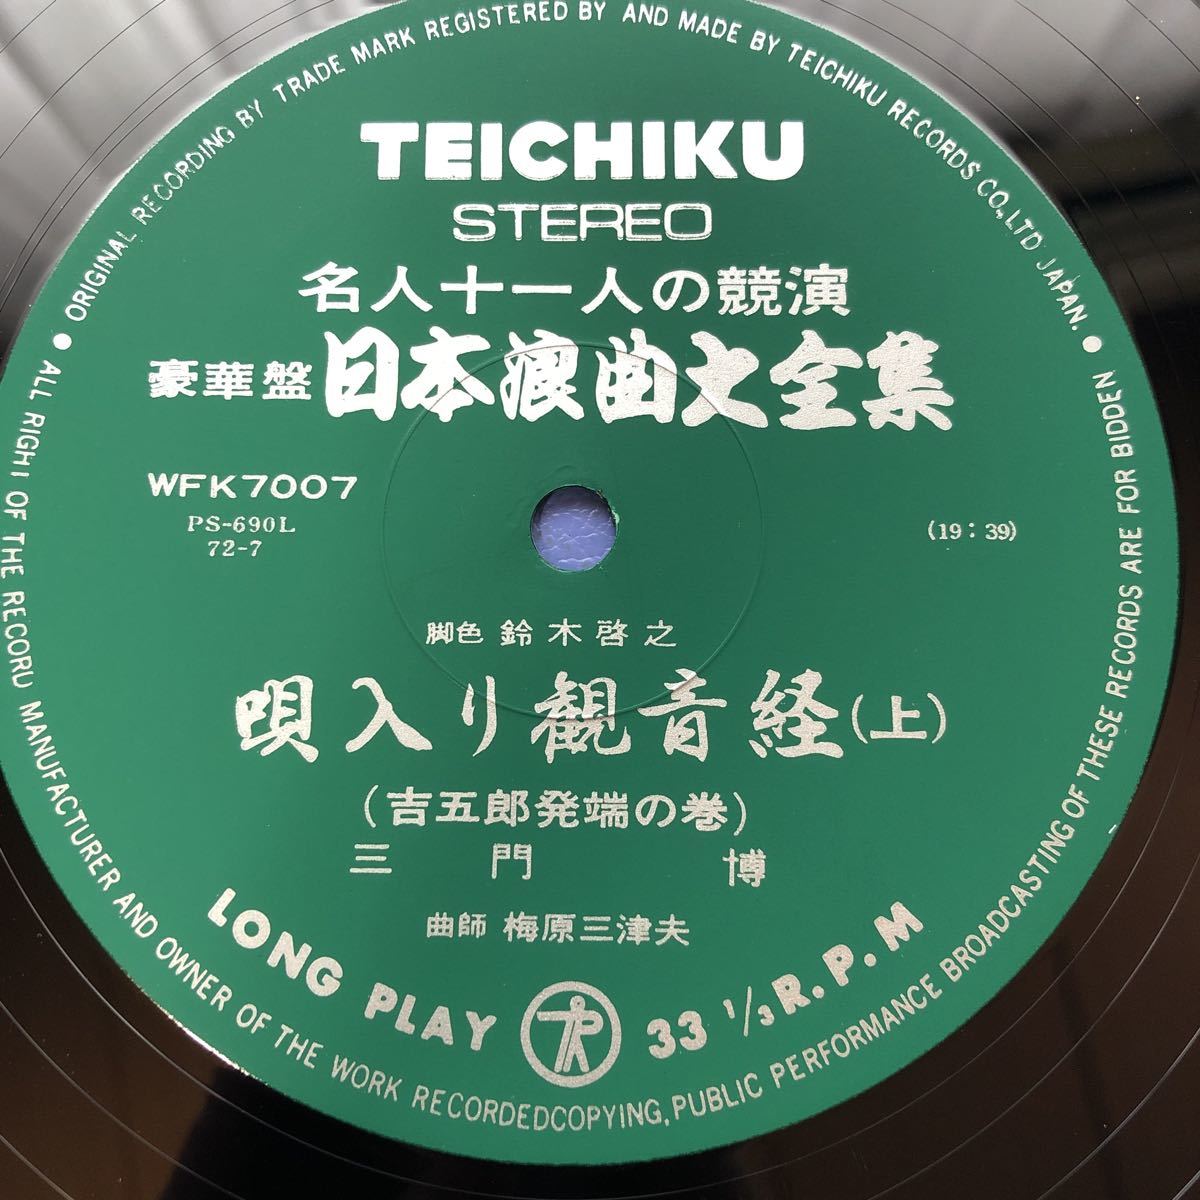 ORIGINAL RECORDING BY TRADE MARK REGISTERED BY AND MADE BY TEICHIKU RECORDS CO., LTD JAPAN.
TEICHIKU
STEREO
名人十一人の競演
豪華盤 日本浪曲大全集
WFK7007
PS-690L
72-7
(19:39)
脚色 鈴木啓之
唄入り観音経(上)
(吉五郎発端の巻)
三門 博
曲師 梅原三津夫
LONG PLAY 33 1/3 R.P.M
ALL RIGHT OF THE RECORD MANUFACTURER AND OWNER OF THE WORK RECORDEDCOPYING, PUBLIC PERFORMANCE BROADCASTING OF THESE RECORDS ARE FOR BIDDEN